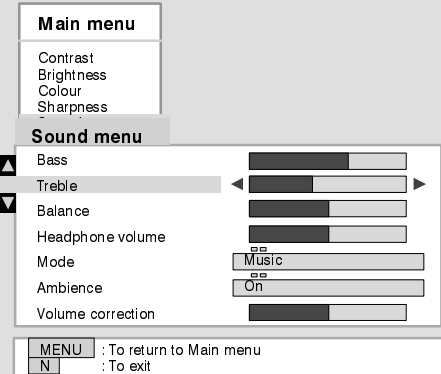 Main menu
Contrast
Brightness
Colour
Sharpness
Sound menu
Bass
Treble
Balance
Headphone volume
Mode Music
Ambience On
Volume correction
MENU : To return to Main menu
N : To exit